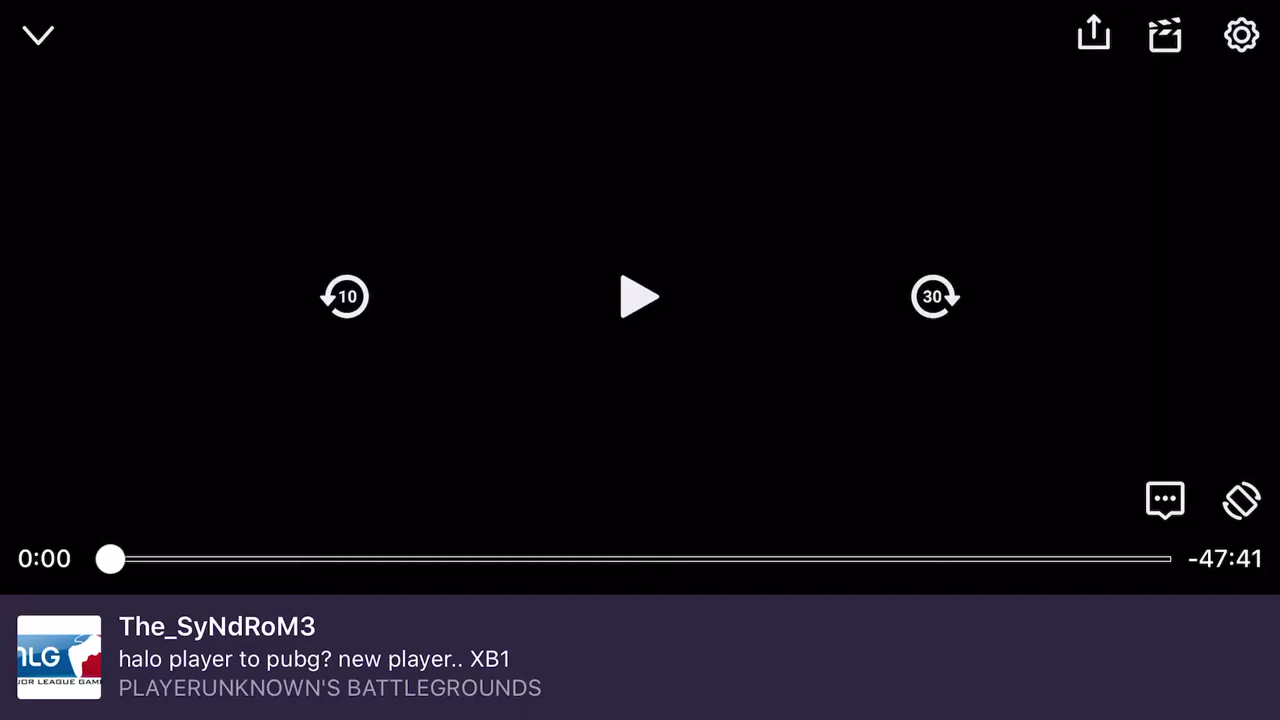 10
30
0:00
-47:41
The_SyNdRoM3
halo player to pubg? new player.. XB1
PLAYERUNKNOWN'S BATTLEGROUNDS